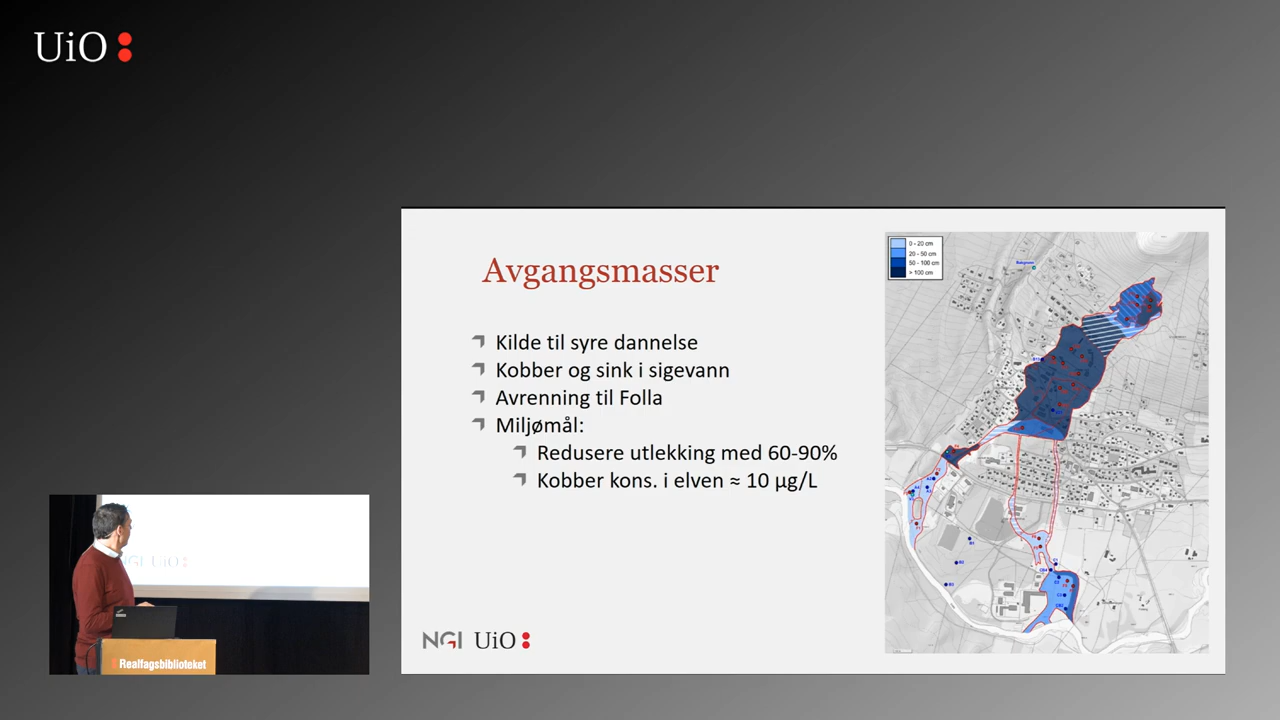 UiO
Avgangsmasser
Kilde til syre dannelse
Kobber og sink i sigevann
Avrenning til Folla
Miljømål:
Redusere utlekking med 60-90%
Kobber kons. i elven ≈ 10 µg/L
0 - 20 cm
20 - 50 cm
50 - 100 cm
> 100 cm
NGI UiO
NGI UiO
Realfagsbiblioteket